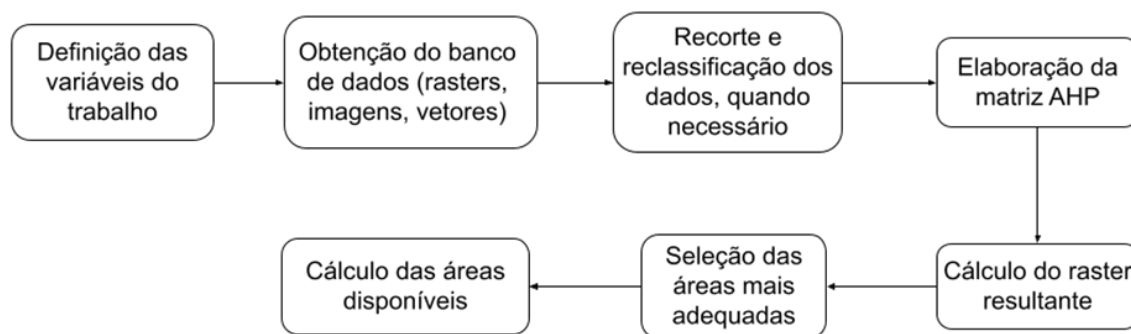 Definição das
variáveis do
trabalho
Obtenção do banco
de dados (rasters,
imagens, vetores)
Recorte e
reclassificação dos
dados, quando
necessário
Elaboração da
matriz AHP
Cálculo do raster
resultante
Seleção das
áreas mais
adequadas
Cálculo das áreas
disponíveis